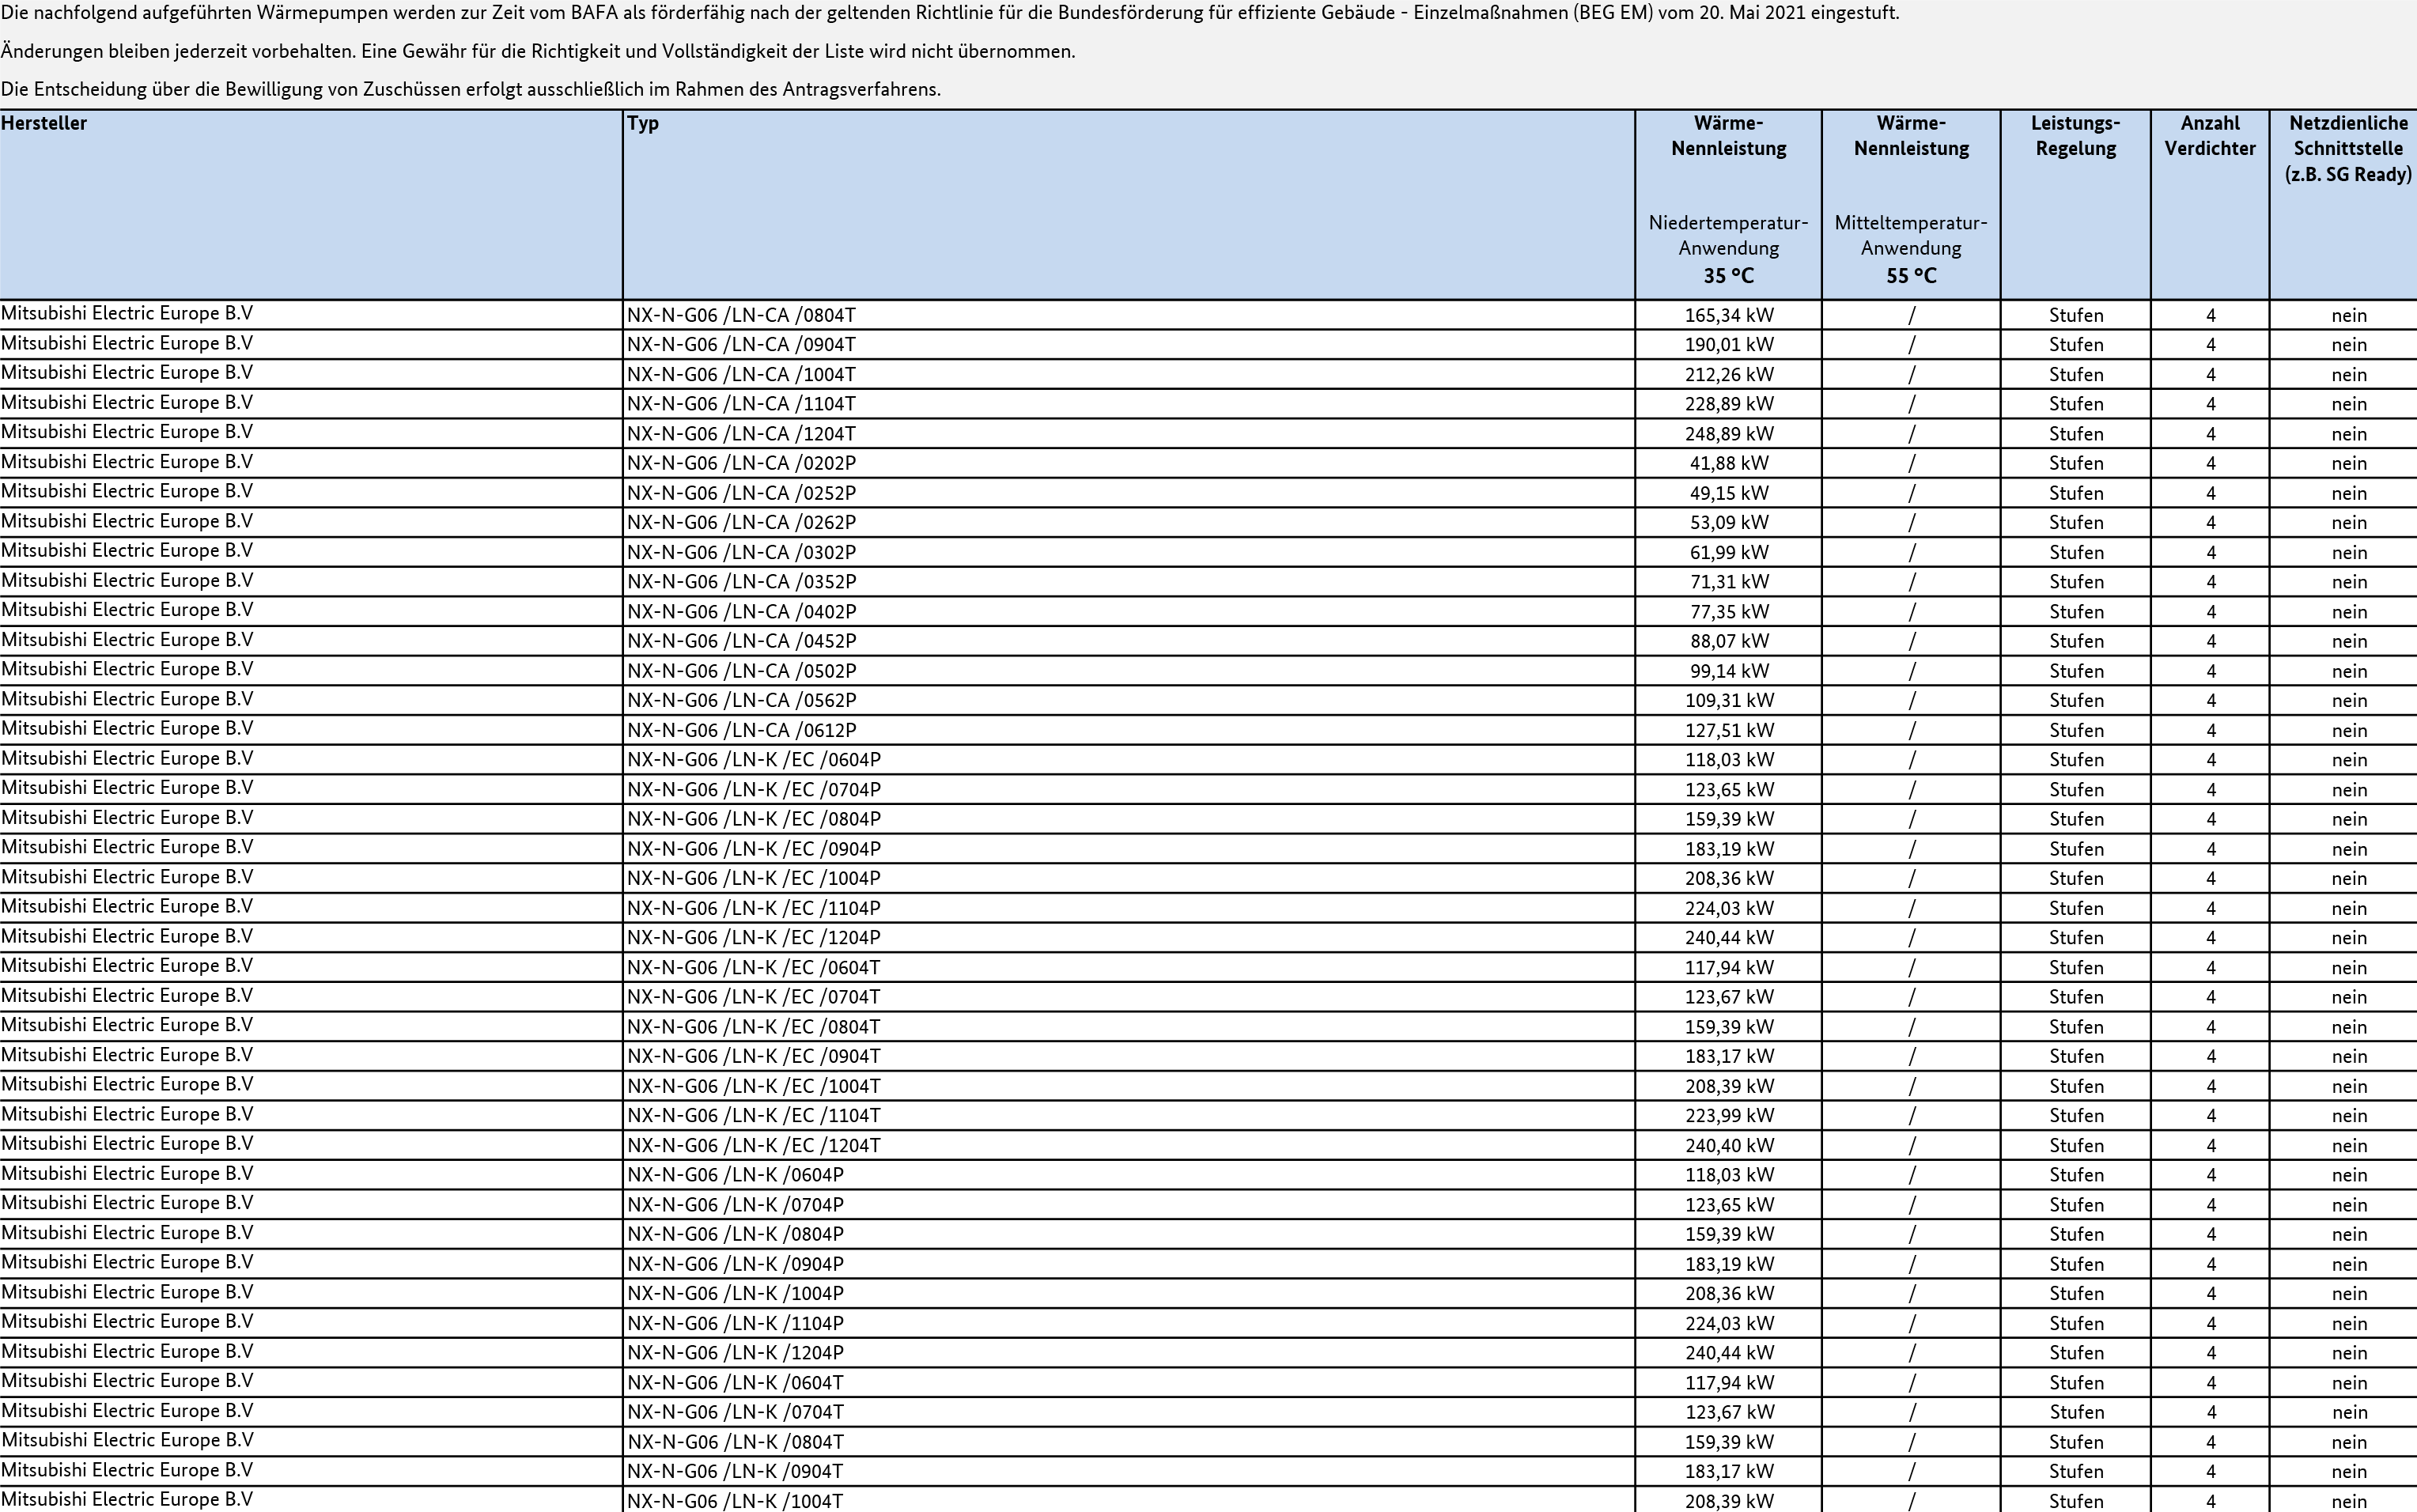 Die nachfolgend aufgeführten Wärmepumpen werden zur Zeit vom BAFA als förderfähig nach der geltenden Richtlinie für die Bundesförderung für effiziente Gebäude - Einzelmaßnahmen (BEG EM) vom 20. Mai 2021 eingestuft.
Änderungen bleiben jederzeit vorbehalten. Eine Gewähr für die Richtigkeit und Vollständigkeit der Liste wird nicht übernommen.
Die Entscheidung über die Bewilligung von Zuschüssen erfolgt ausschließlich im Rahmen des Antragsverfahrens.
Hersteller Typ Wärme- Wärme- Leistungs- Anzahl Netzdienliche
Nennleistung Nennleistung Regelung Verdichter Schnittstelle
(z.B. SG Ready)
Niedertemperatur- Mitteltemperatur-
Anwendung Anwendung
35 °C 55 °C
Mitsubishi Electric Europe B.V NX-N-G06 /LN-CA /0804T 165,34 kW / Stufen 4 nein
Mitsubishi Electric Europe B.V NX-N-G06 /LN-CA /0904T 190,01 kW / Stufen 4 nein
Mitsubishi Electric Europe B.V NX-N-G06 /LN-CA /1004T 212,26 kW / Stufen 4 nein
Mitsubishi Electric Europe B.V NX-N-G06 /LN-CA /1104T 228,89 kW / Stufen 4 nein
Mitsubishi Electric Europe B.V NX-N-G06 /LN-CA /1204T 248,89 kW / Stufen 4 nein
Mitsubishi Electric Europe B.V NX-N-G06 /LN-CA /0202P 41,88 kW / Stufen 4 nein
Mitsubishi Electric Europe B.V NX-N-G06 /LN-CA /0252P 49,15 kW / Stufen 4 nein
Mitsubishi Electric Europe B.V NX-N-G06 /LN-CA /0262P 53,09 kW / Stufen 4 nein
Mitsubishi Electric Europe B.V NX-N-G06 /LN-CA /0302P 61,99 kW / Stufen 4 nein
Mitsubishi Electric Europe B.V NX-N-G06 /LN-CA /0352P 71,31 kW / Stufen 4 nein
Mitsubishi Electric Europe B.V NX-N-G06 /LN-CA /0402P 77,35 kW / Stufen 4 nein
Mitsubishi Electric Europe B.V NX-N-G06 /LN-CA /0452P 88,07 kW / Stufen 4 nein
Mitsubishi Electric Europe B.V NX-N-G06 /LN-CA /0502P 99,14 kW / Stufen 4 nein
Mitsubishi Electric Europe B.V NX-N-G06 /LN-CA /0562P 109,31 kW / Stufen 4 nein
Mitsubishi Electric Europe B.V NX-N-G06 /LN-CA /0612P 127,51 kW / Stufen 4 nein
Mitsubishi Electric Europe B.V NX-N-G06 /LN-K /EC /0604P 118,03 kW / Stufen 4 nein
Mitsubishi Electric Europe B.V NX-N-G06 /LN-K /EC /0704P 123,65 kW / Stufen 4 nein
Mitsubishi Electric Europe B.V NX-N-G06 /LN-K /EC /0804P 159,39 kW / Stufen 4 nein
Mitsubishi Electric Europe B.V NX-N-G06 /LN-K /EC /0904P 183,19 kW / Stufen 4 nein
Mitsubishi Electric Europe B.V NX-N-G06 /LN-K /EC /1004P 208,36 kW / Stufen 4 nein
Mitsubishi Electric Europe B.V NX-N-G06 /LN-K /EC /1104P 224,03 kW / Stufen 4 nein
Mitsubishi Electric Europe B.V NX-N-G06 /LN-K /EC /1204P 240,44 kW / Stufen 4 nein
Mitsubishi Electric Europe B.V NX-N-G06 /LN-K /EC /0604T 117,94 kW / Stufen 4 nein
Mitsubishi Electric Europe B.V NX-N-G06 /LN-K /EC /0704T 123,67 kW / Stufen 4 nein
Mitsubishi Electric Europe B.V NX-N-G06 /LN-K /EC /0804T 159,39 kW / Stufen 4 nein
Mitsubishi Electric Europe B.V NX-N-G06 /LN-K /EC /0904T 183,17 kW / Stufen 4 nein
Mitsubishi Electric Europe B.V NX-N-G06 /LN-K /EC /1004T 208,39 kW / Stufen 4 nein
Mitsubishi Electric Europe B.V NX-N-G06 /LN-K /EC /1104T 223,99 kW / Stufen 4 nein
Mitsubishi Electric Europe B.V NX-N-G06 /LN-K /EC /1204T 240,40 kW / Stufen 4 nein
Mitsubishi Electric Europe B.V NX-N-G06 /LN-K /0604P 118,03 kW / Stufen 4 nein
Mitsubishi Electric Europe B.V NX-N-G06 /LN-K /0704P 123,65 kW / Stufen 4 nein
Mitsubishi Electric Europe B.V NX-N-G06 /LN-K /0804P 159,39 kW / Stufen 4 nein
Mitsubishi Electric Europe B.V NX-N-G06 /LN-K /0904P 183,19 kW / Stufen 4 nein
Mitsubishi Electric Europe B.V NX-N-G06 /LN-K /1004P 208,36 kW / Stufen 4 nein
Mitsubishi Electric Europe B.V NX-N-G06 /LN-K /1104P 224,03 kW / Stufen 4 nein
Mitsubishi Electric Europe B.V NX-N-G06 /LN-K /1204P 240,44 kW / Stufen 4 nein
Mitsubishi Electric Europe B.V NX-N-G06 /LN-K /0604T 117,94 kW / Stufen 4 nein
Mitsubishi Electric Europe B.V NX-N-G06 /LN-K /0704T 123,67 kW / Stufen 4 nein
Mitsubishi Electric Europe B.V NX-N-G06 /LN-K /0804T 159,39 kW / Stufen 4 nein
Mitsubishi Electric Europe B.V NX-N-G06 /LN-K /0904T 183,17 kW / Stufen 4 nein
Mitsubishi Electric Europe B.V NX-N-G06 /LN-K /1004T 208,39 kW / Stufen 4 nein